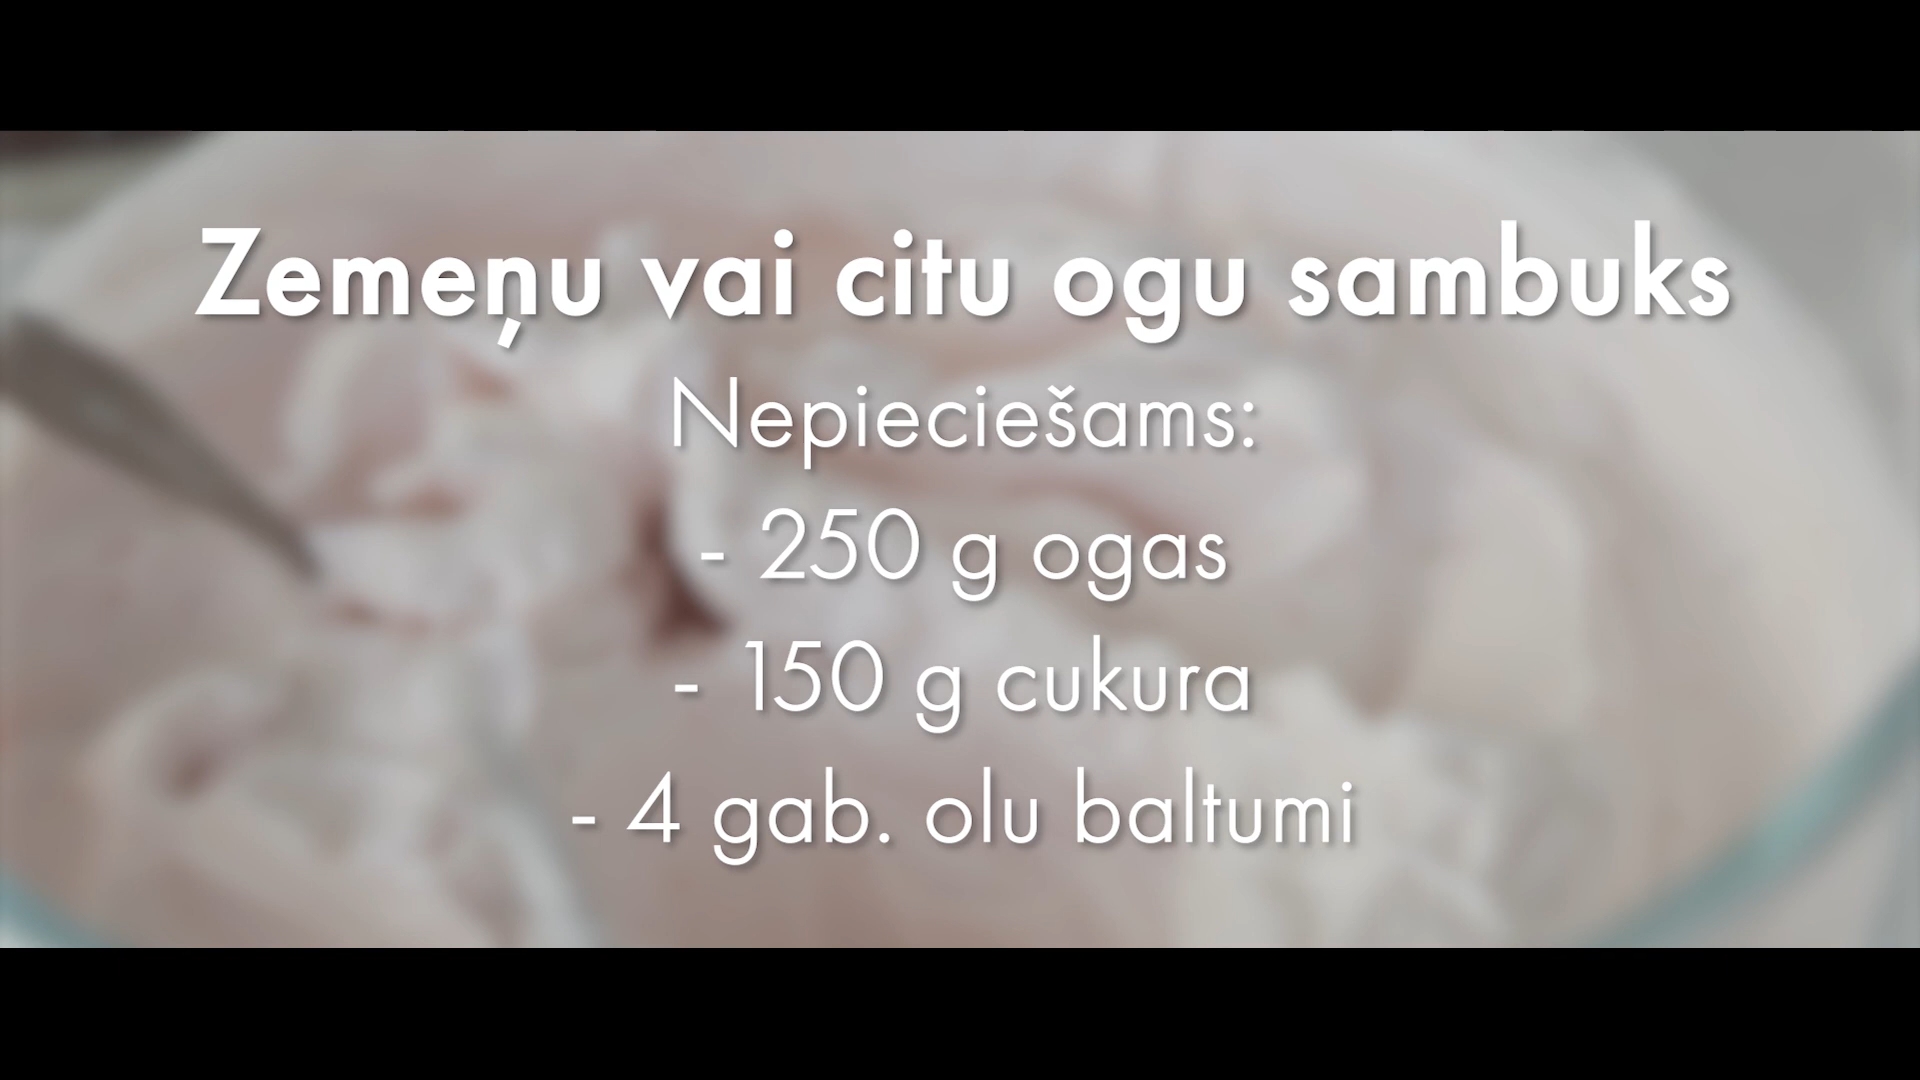 Zemeņu vai citu ogu sambuks
Nepieciešams:
- 250 g ogas
- 150 g cukura
- 4 gab. olu baltumi